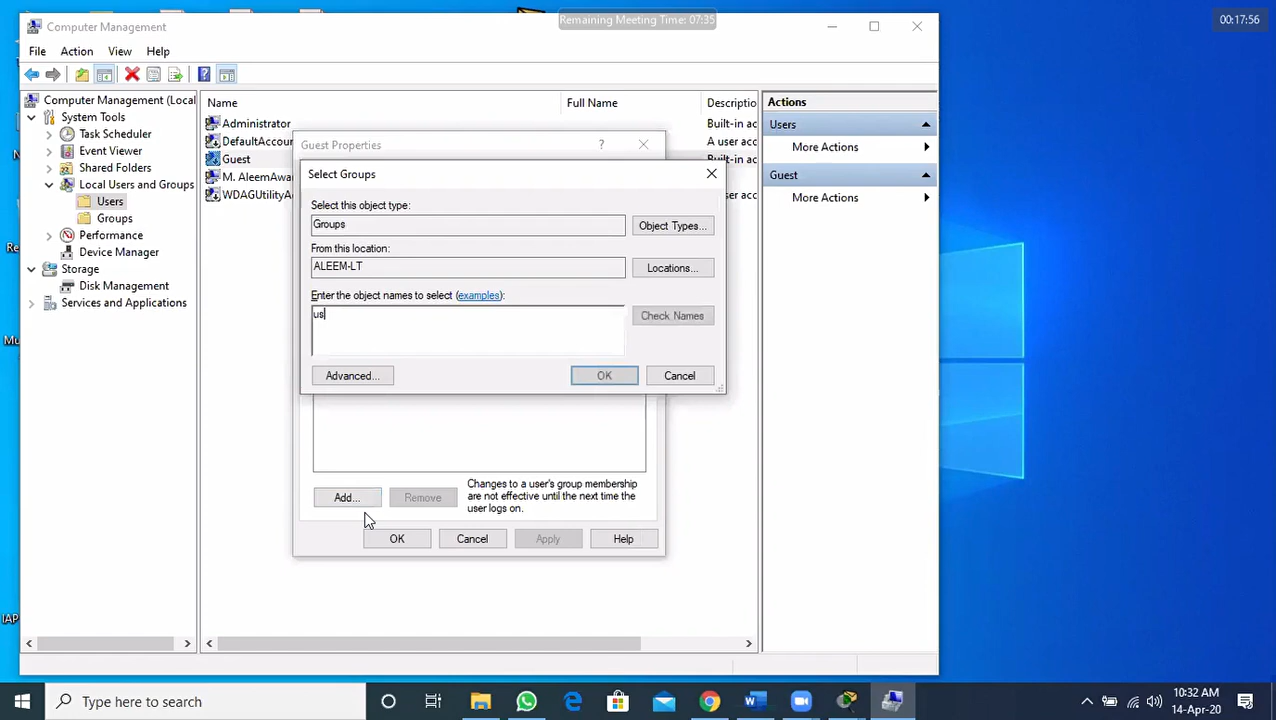 Remaining Meeting Time: 07:35
00:17:56
Computer Management
File Action View Help
Computer Management (Local
System Tools
Task Scheduler
Event Viewer
Shared Folders
Local Users and Groups
Users
Groups
Performance
Device Manager
Storage
Disk Management
Services and Applications
Name Full Name Descriptio
Administrator Built-in ac
DefaultAccou A user acc
Guest Built-in ac
M. AleemAwa
WDAGUtilityA user acc
Guest Properties
?
Select Groups
Select this object type:
Groups
Object Types...
From this location:
ALEEM-LT
Locations...
Enter the object names to select (examples):
us
Check Names
Advanced...
OK
Cancel
Add...
Remove
Changes to a user's group membership
are not effective until the next time the
user logs on.
OK
Cancel
Apply
Help
Actions
Users
More Actions
Guest
More Actions
IAP
Type here to search
10:32 AM
14-Apr-20